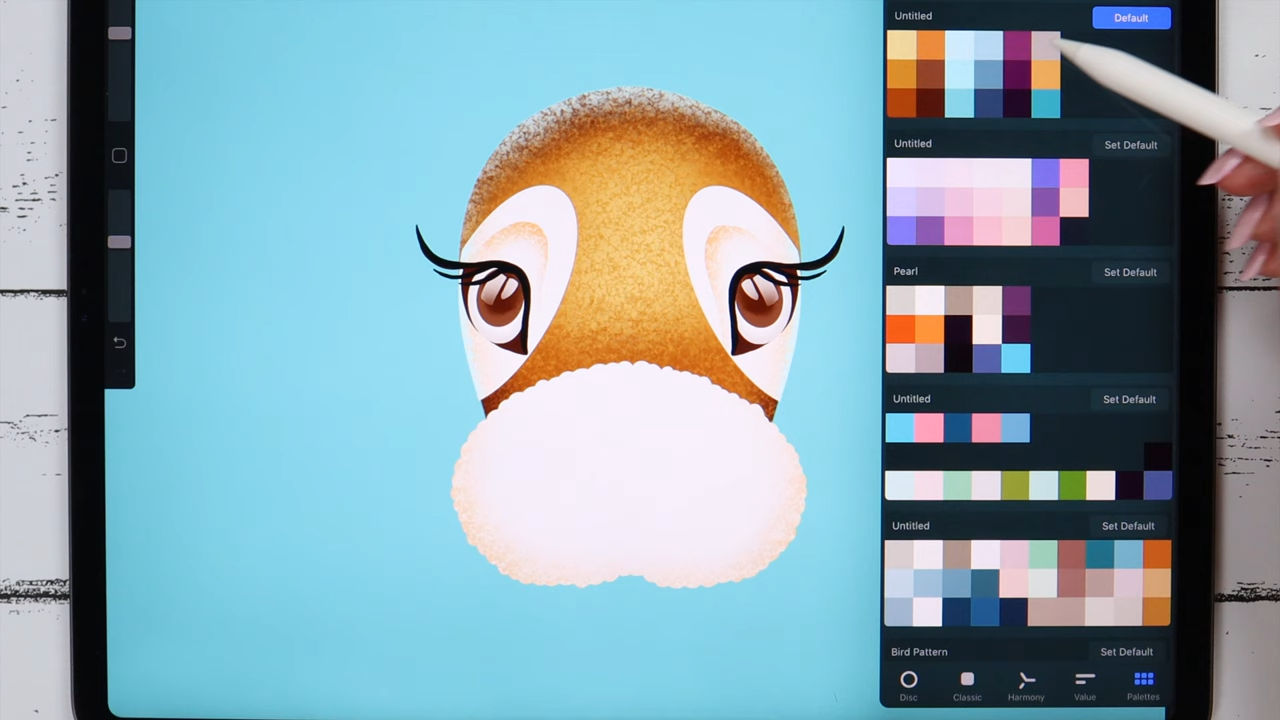 Untitled
Default
Untitled
Set Default
Pearl
Set Default
Untitled
Set Default
Untitled
Set Default
Bird Pattern
Set Default
Disc
Classic
Harmony
Value
Palettes